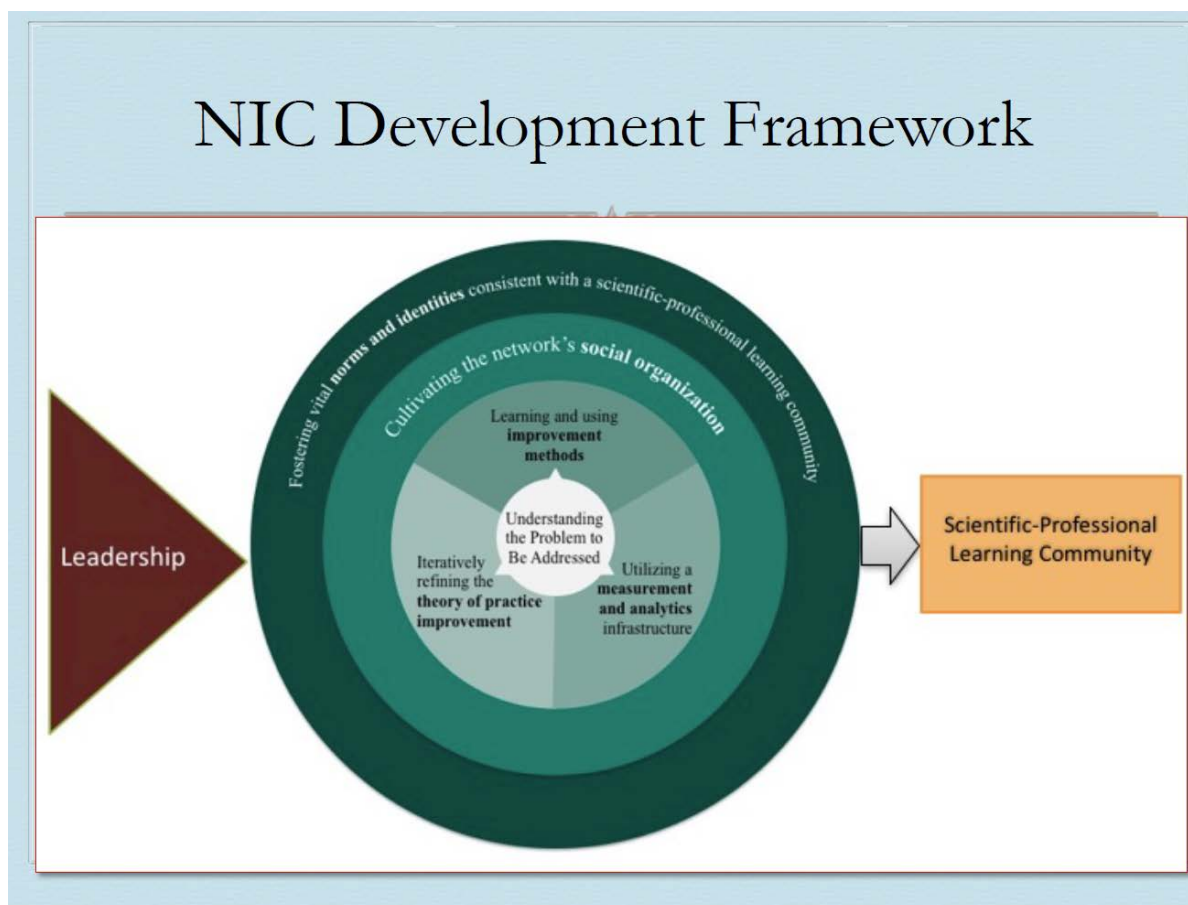 NIC Development Framework
Fostering vital norms and identities consistent with a scientific-professional learning community
Cultivating the network's social organization
Learning and using
improvement
methods
Understanding
the Problem to
Be Addressed
Iteratively
refining the
theory of practice
improvement
Utilizing a
measurement
and analytics
infrastructure
Leadership
Scientific-Professional
Learning Community